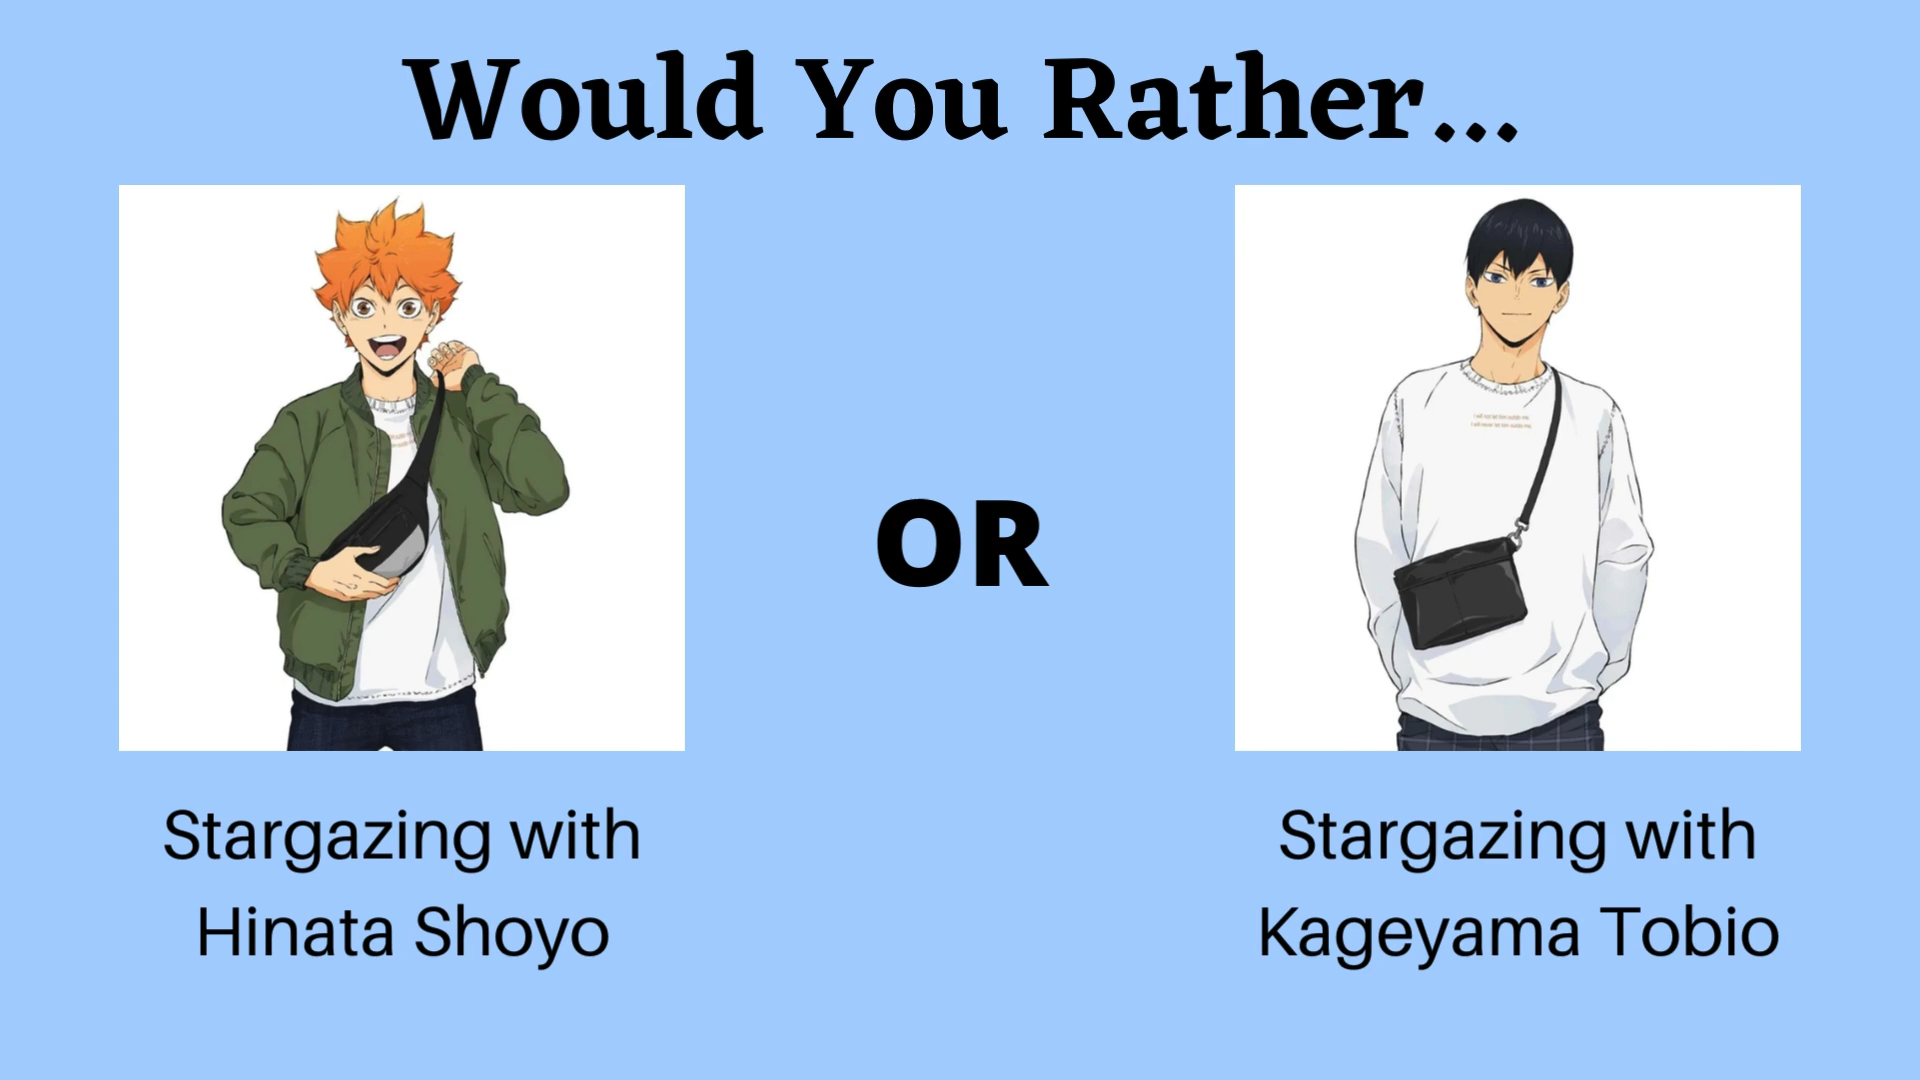 Would You Rather...
OR
Stargazing with
Hinata Shoyo
Stargazing with
Kageyama Tobio